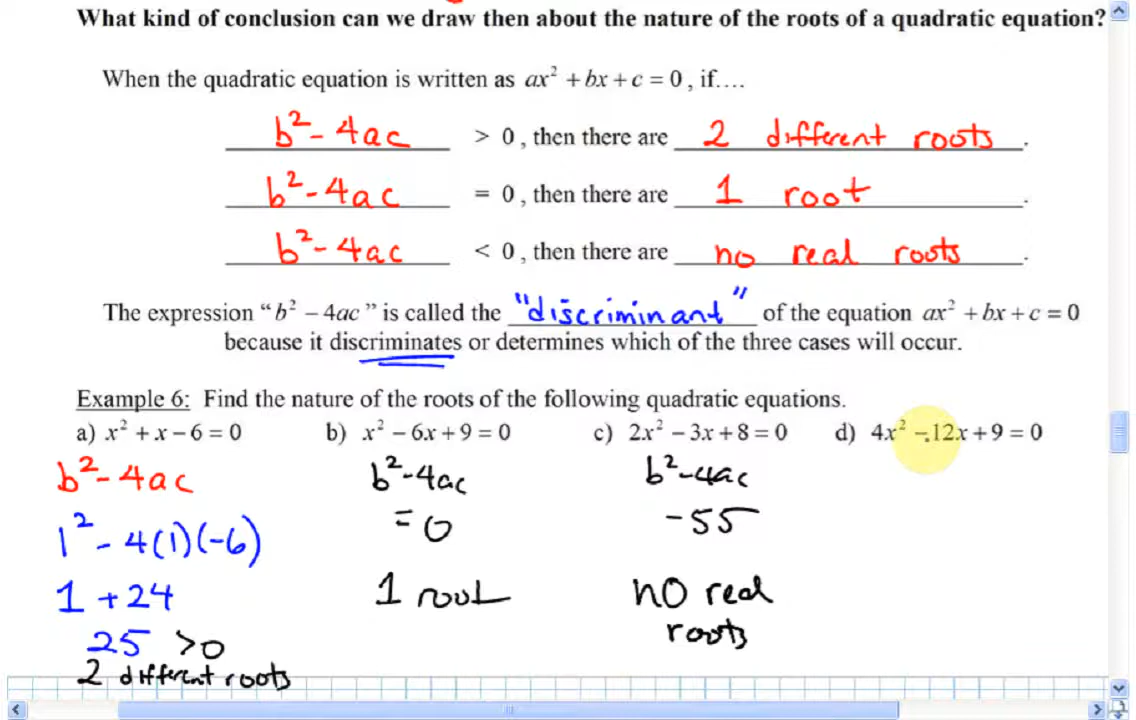 What kind of conclusion can we draw then about the nature of the roots of a quadratic equation?
When the quadratic equation is written as ax² + bx + c = 0, if….
b² - 4ac > 0, then there are 2 different roots.
b² - 4ac = 0, then there are 1 root.
b² - 4ac < 0, then there are no real roots.
The expression “b² – 4ac” is called the "discriminant" of the equation ax² + bx + c = 0
because it discriminates or determines which of the three cases will occur.
Example 6: Find the nature of the roots of the following quadratic equations.
a) x² + x – 6 = 0 b) x² – 6x + 9 = 0 c) 2x² – 3x + 8 = 0 d) 4x² – 12x + 9 = 0
b² - 4ac b² - 4ac b² - 4ac
1² - 4(1)(-6) = 0 -55
1 + 24 1 root no real
25 > 0 roots
2 different roots